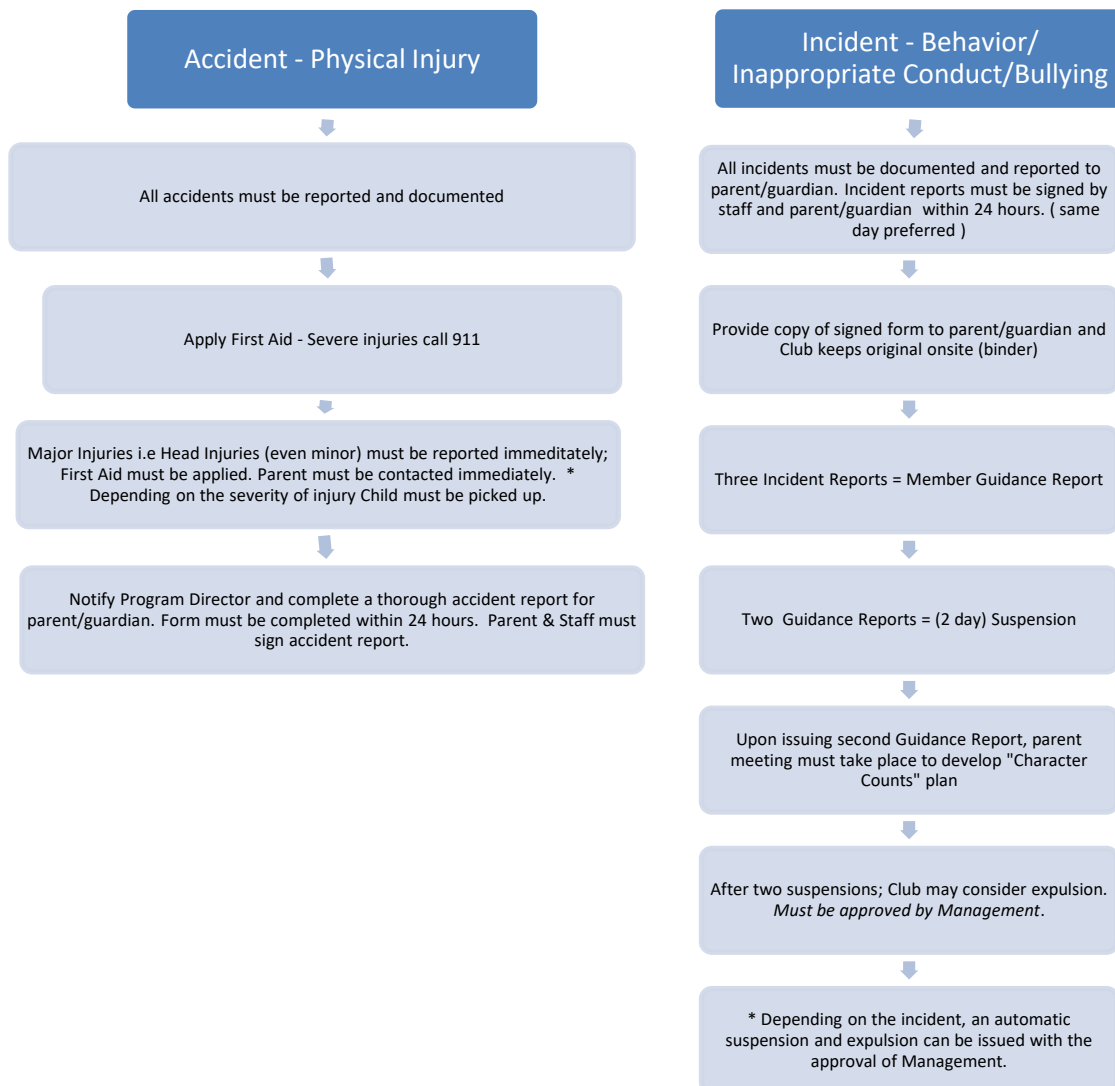 Accident - Physical Injury
All accidents must be reported and documented
Apply First Aid - Severe injuries call 911
Major Injuries i.e Head Injuries (even minor) must be reported immeditately;
First Aid must be applied. Parent must be contacted immediately.  *
Depending on the severity of injury Child must be picked up.
Notify Program Director and complete a thorough accident report for
parent/guardian. Form must be completed within 24 hours.  Parent & Staff must
sign accident report.
Incident - Behavior/
Inappropriate Conduct/Bullying
All incidents must be documented and reported to
parent/guardian. Incident reports must be signed by
staff and parent/guardian  within 24 hours. ( same
day preferred )
Provide copy of signed form to parent/guardian and
Club keeps original onsite (binder)
Three Incident Reports = Member Guidance Report
Two  Guidance Reports = (2 day) Suspension
Upon issuing second Guidance Report, parent
meeting must take place to develop "Character
Counts" plan
After two suspensions; Club may consider expulsion.
Must be approved by Management.
* Depending on the incident, an automatic
suspension and expulsion can be issued with the
approval of Management.